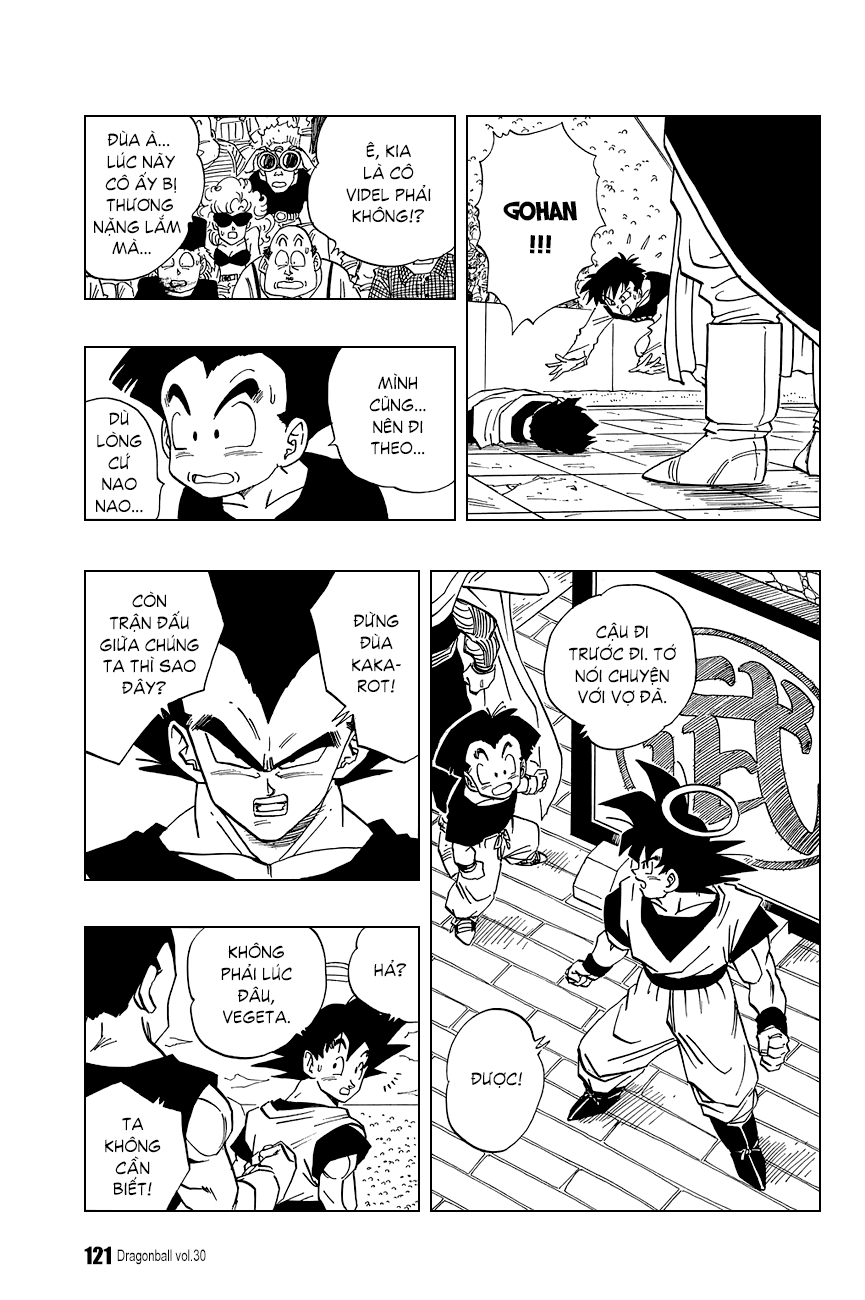 GOHAN
!!!
Ê, KIA
LÀ CÔ
VIDEL PHẢI
KHÔNG!?
ĐÙA À...
LÚC NÀY
CÔ ẤY BỊ
THƯƠNG
NẶNG LẮM
MÀ...
MÌNH
CŨNG...
NÊN ĐI
THEO...
DÙ
LÒNG
CỨ
NAO
NAO...
CẬU ĐI
TRƯỚC ĐI. TỚ
NÓI CHUYỆN
VỚI VỢ ĐÃ.
武
ĐƯỢC!
ĐỪNG
ĐÙA
KAKA-
ROT!
CÒN
TRẬN ĐẤU
GIỮA CHÚNG
TA THÌ SAO
ĐÂY?
HẢ?
KHÔNG
PHẢI LÚC
ĐÂU,
VEGETA.
TA
KHÔNG
CẦN
BIẾT!
121 Dragonball vol.30